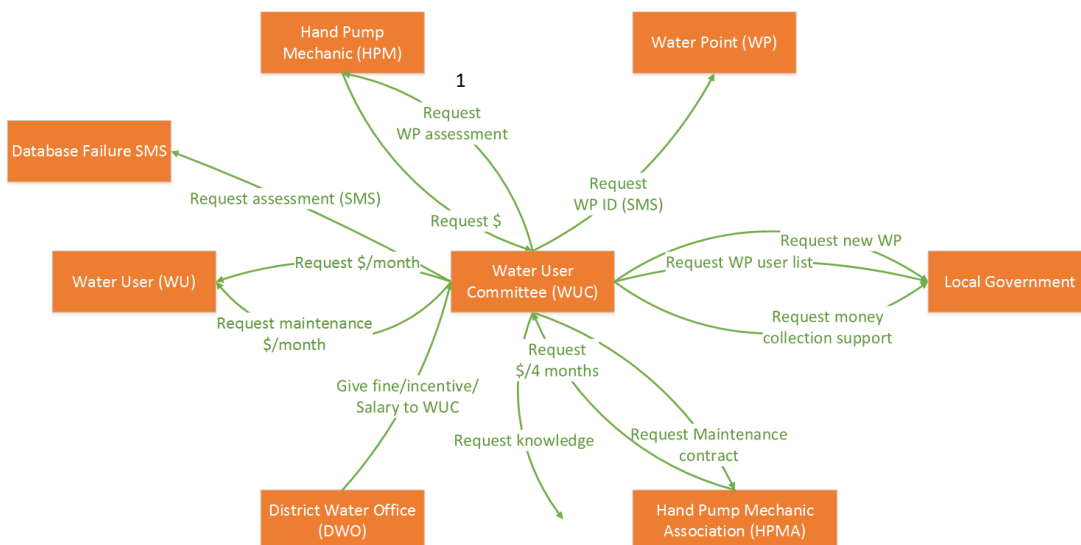 Hand Pump
Mechanic (HPM)
Water Point (WP)
1
Request
WP assessment
Database Failure SMS
Request assessment (SMS)
Request
WP ID (SMS)
Request $
Request new WP
Request $/month
Request WP user list
Water User (WU)
Water User
Committee (WUC)
Local Government
Request maintenance
$/month
Request money
collection support
Request
$/4 months
Give fine/incentive/
Salary to WUC
Request knowledge
Request Maintenance
contract
District Water Office
(DWO)
Hand Pump Mechanic
Association (HPMA)